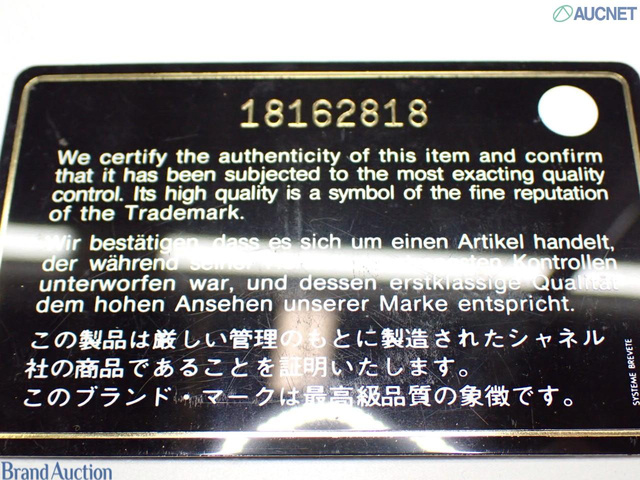 AUCNET
18162818
We certify the authenticity of this item and confirm
that it has been subjected to the most exacting quality
control. Its high quality is a symbol of the fine reputation
of the Trademark.
Wir bestätigen, dass es sich um einen Artikel handelt,
der während seiner Kontrollen
unterworfen war, und dessen erstklassige Qualität
dem hohen Ansehen unserer Marke entspricht.
この製品は厳しい管理のもとに製造されたシャネル
社の商品であることを証明いたします。
このブランド・マークは最高級品質の象徴です。
SYSTEME BREVETE
Brand Auction